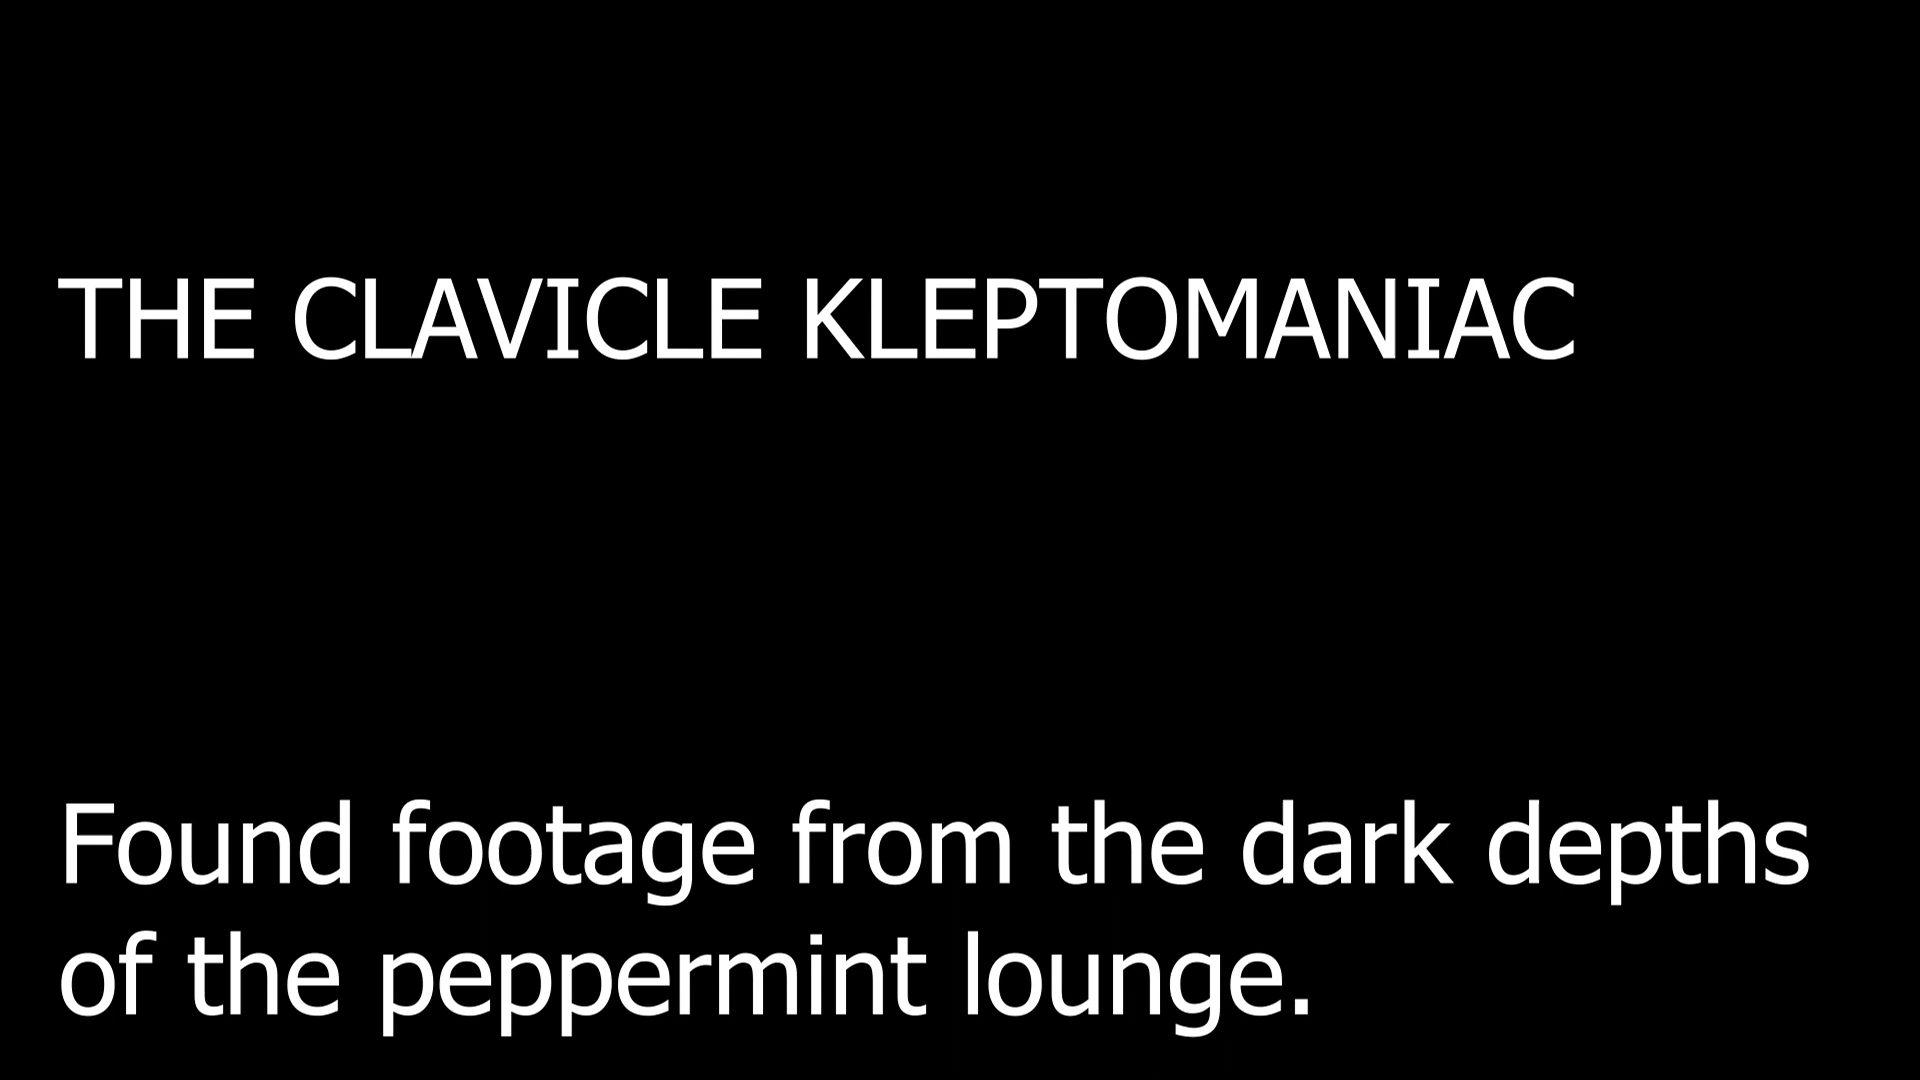 THE CLAVICLE KLEPTOMANIAC
Found footage from the dark depths
of the peppermint lounge.